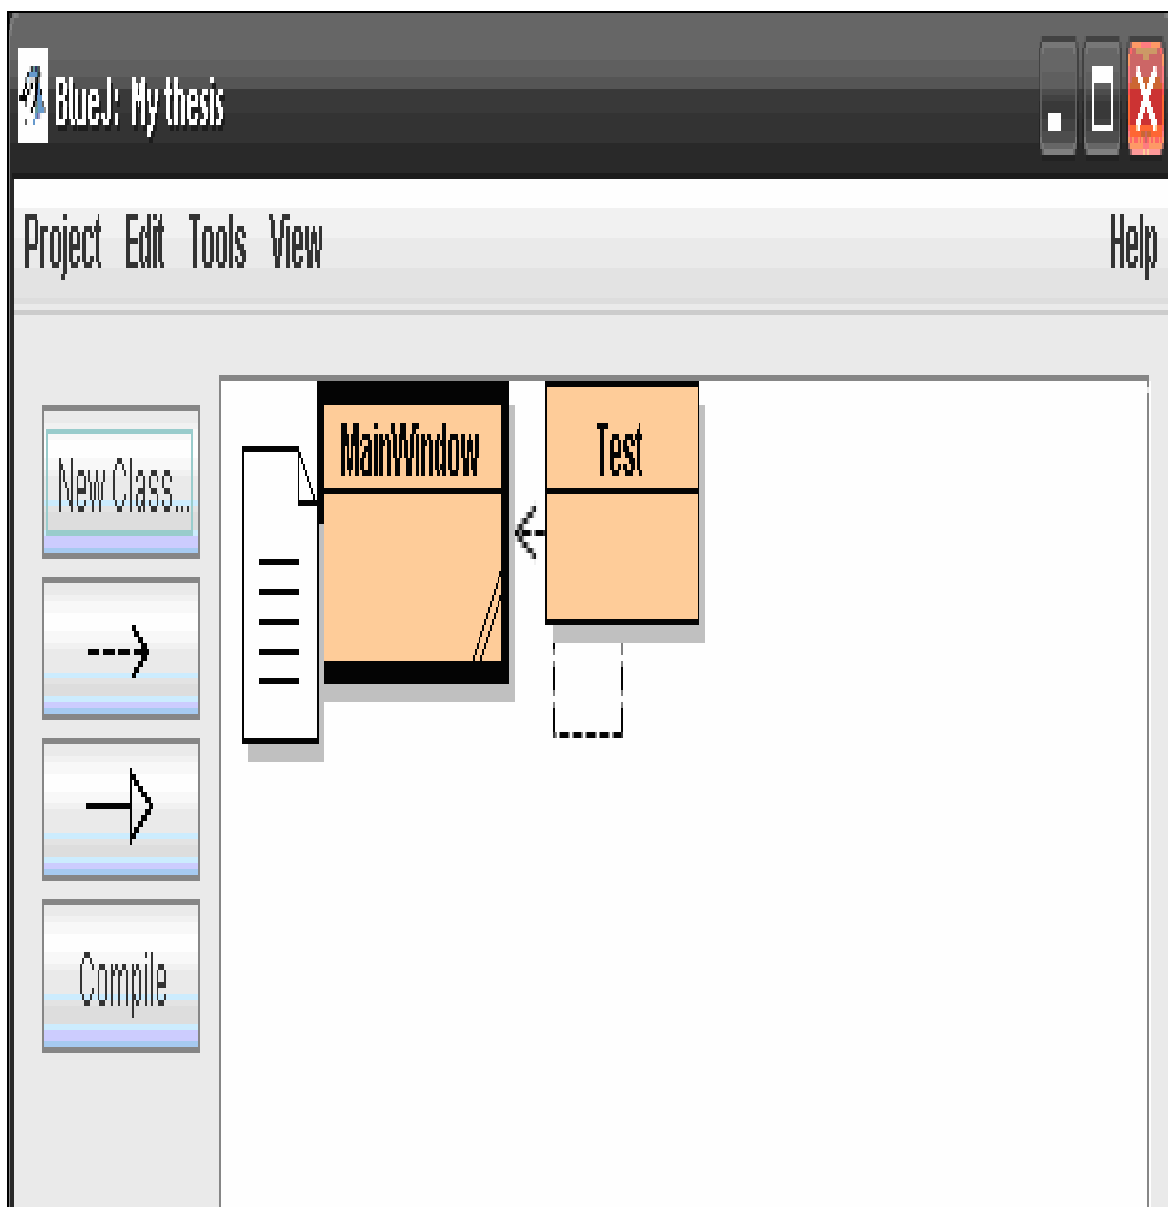 BlueJ: My thesis
Project Edit Tools View Help
New Class...
MainWindow
Test
Compile